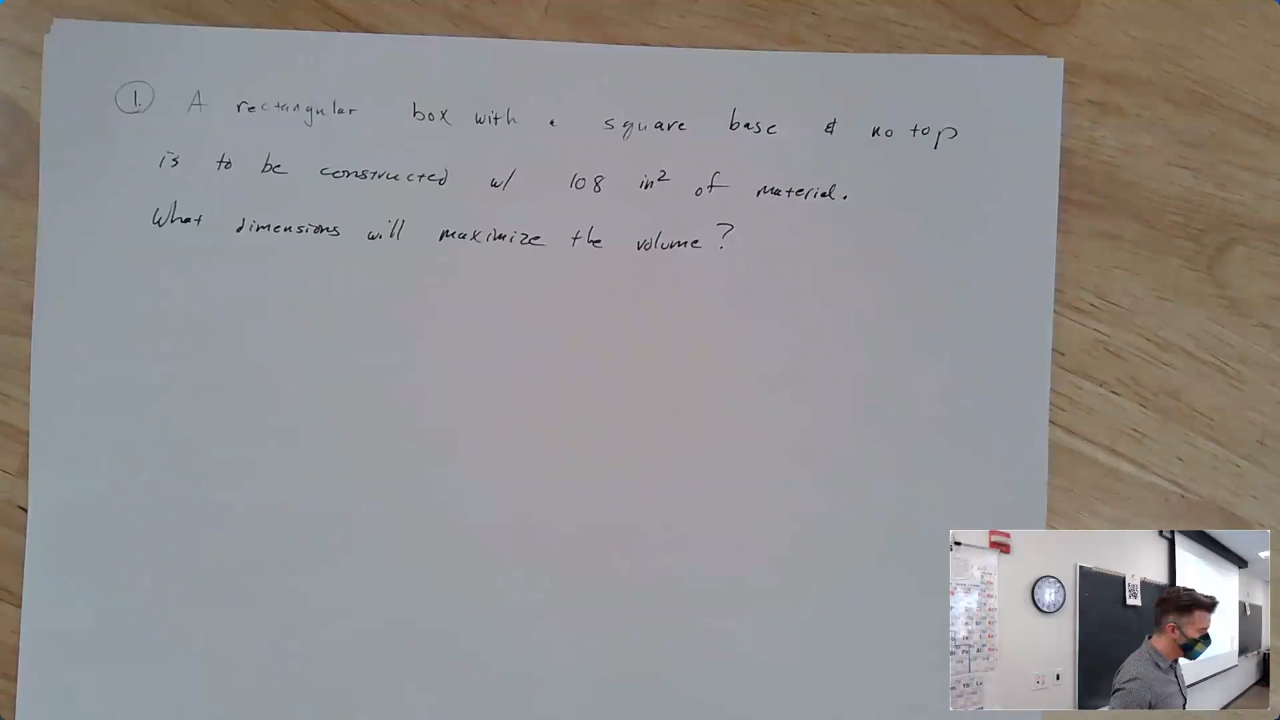 1. A rectangular box with a square base & no top
is to be constructed w/ 108 in² of material.
What dimensions will maximize the volume?